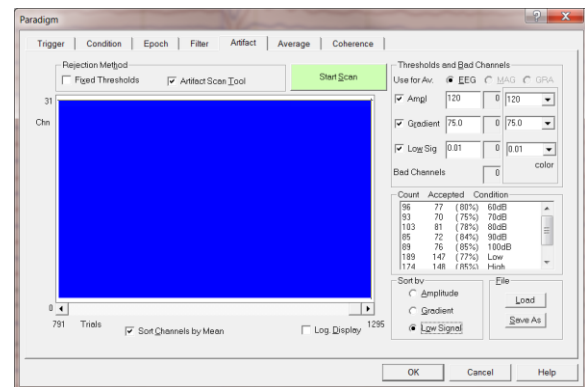 Paradigm
Trigger Condition Epoch Filter Artifact Average Coherence
Rejection Method
Fixed Thresholds Artifact Scan Tool
Start Scan
31
Chn
0
791 Trials 1295
Sort Channels by Mean Log. Display
Thresholds and Bad Channels
Use for Av. EEG MAG GRA
Ampl 120 0 120
Gradient 75.0 0 75.0
Low Sig 0.01 0 0.01
color
Bad Channels 0
Count Accepted Condition
96 77 (80%) 60dB
93 70 (75%) 70dB
103 81 (78%) 80dB
85 72 (84%) 90dB
89 76 (85%) 100dB
189 147 (77%) Low
174 148 (85%) High
Sort by
Amplitude
Gradient
Low Signal
File
Load
Save As
OK Cancel Help